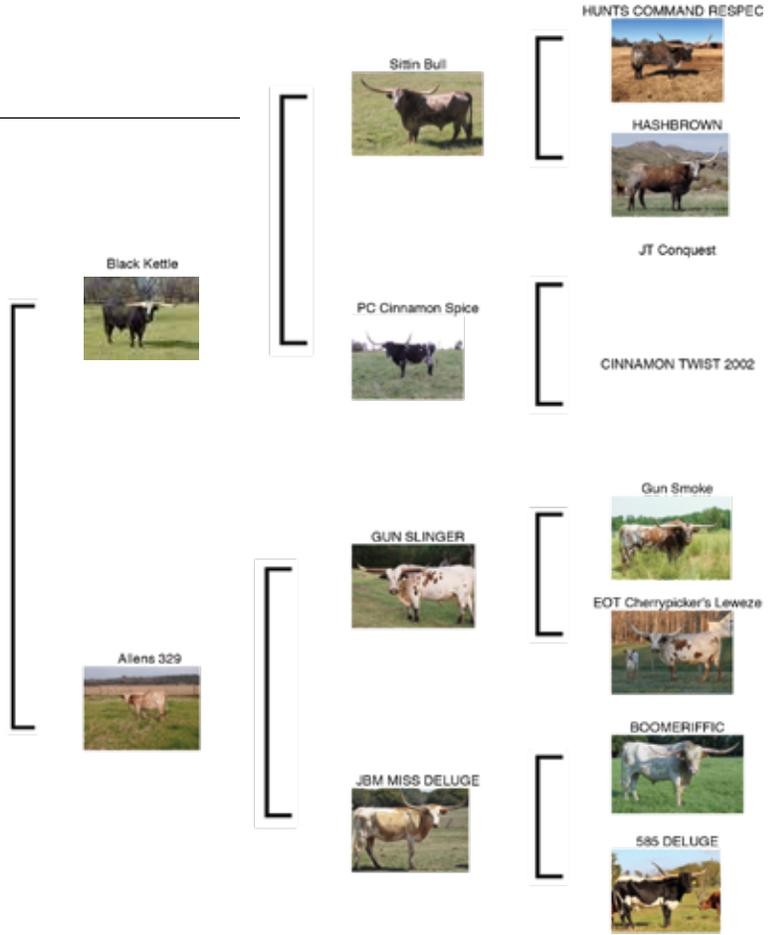 HUNTS COMMAND RESPEC
Sittin Bull
HASHBROWN
JT Conquest
Black Kettle
PC Cinnamon Spice
CINNAMON TWIST 2002
Gun Smoke
GUN SLINGER
EOT Cherrypicker's Leweze
Allens 329
BOOMERIFFIC
JBM MISS DELUGE
585 DELUGE